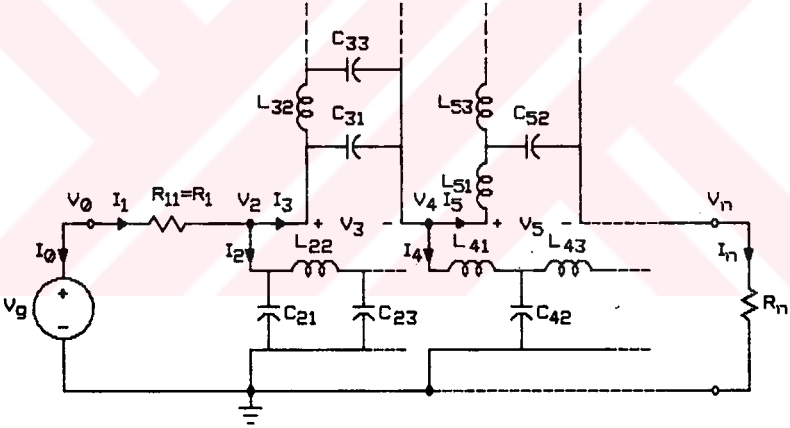 C33
L32
C31
L53
C52
L51
V0 I1 R11=R1 V2 I3 + V3 - V4 I5 + V5 - Vn
I0 I2 L22 I4 L41 L43 In
Vg + - C21 C23 C42 Rn